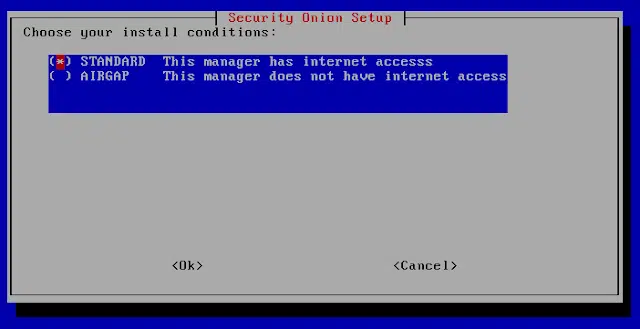 Security Onion Setup
Choose your install conditions:
(*) STANDARD This manager has internet accesss
( ) AIRGAP This manager does not have internet access
<Ok> <Cancel>